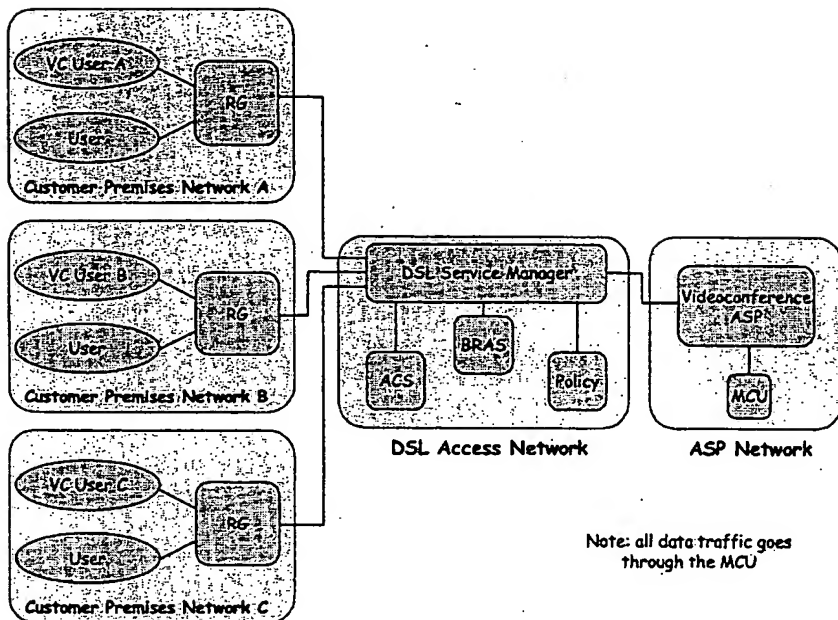 VC User A
RG
User
Customer Premises Network A
VC User B
RG
User
Customer Premises Network B
VC User C
RG
User
Customer Premises Network C
DSL Service Manager
ACS
BRAS
Policy
DSL Access Network
Videoconference
ASP
MCU
ASP Network
Note: all data traffic goes
through the MCU